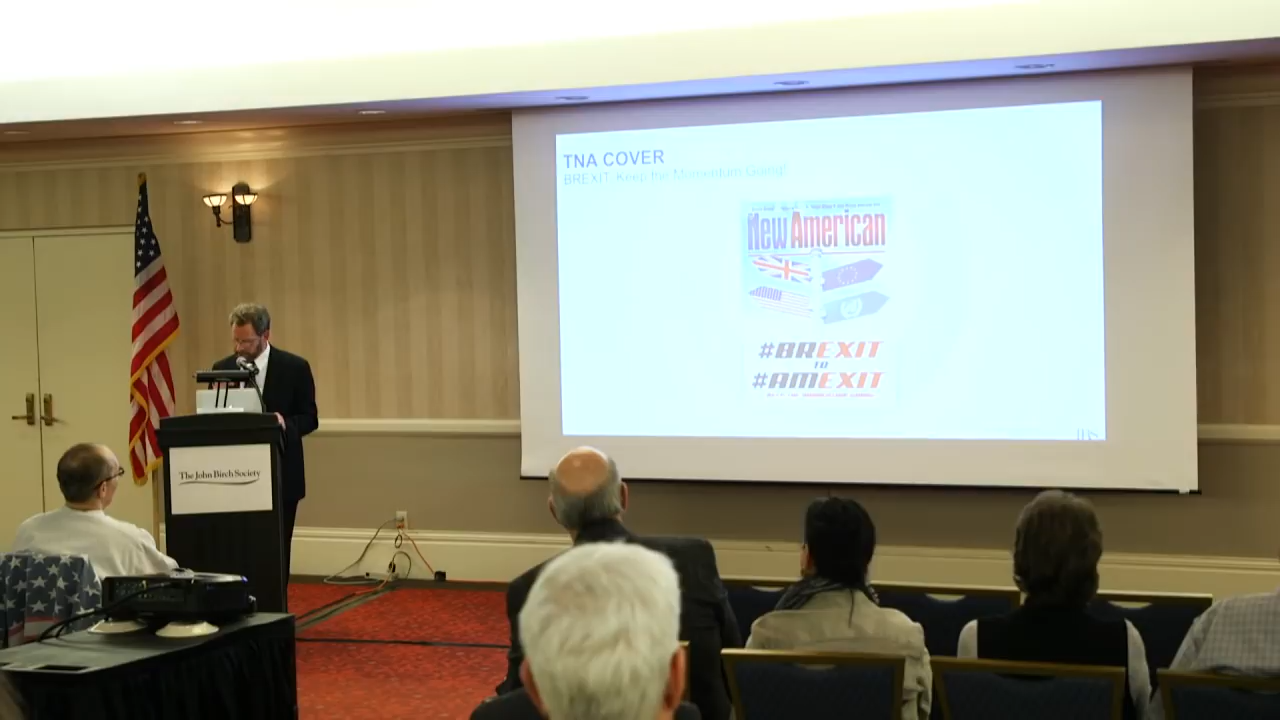 TNA COVER
BREXIT: Keep the Momentum Going!
New American
#BREXIT
TO
#AMEXIT
The John Birch Society